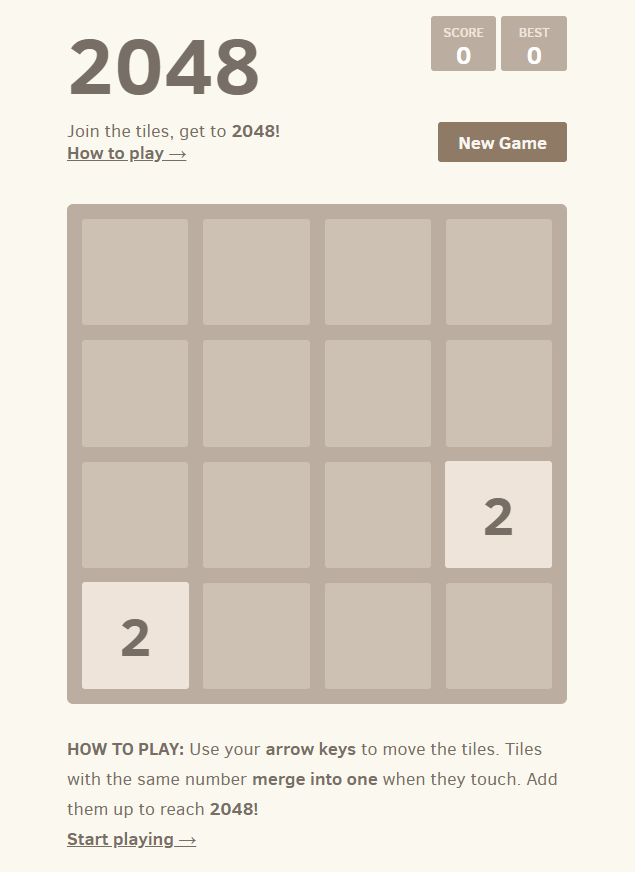 2048
SCORE
0
BEST
0
Join the tiles, get to 2048!
How to play →
New Game
2
2
HOW TO PLAY: Use your arrow keys to move the tiles. Tiles
with the same number merge into one when they touch. Add
them up to reach 2048!
Start playing →